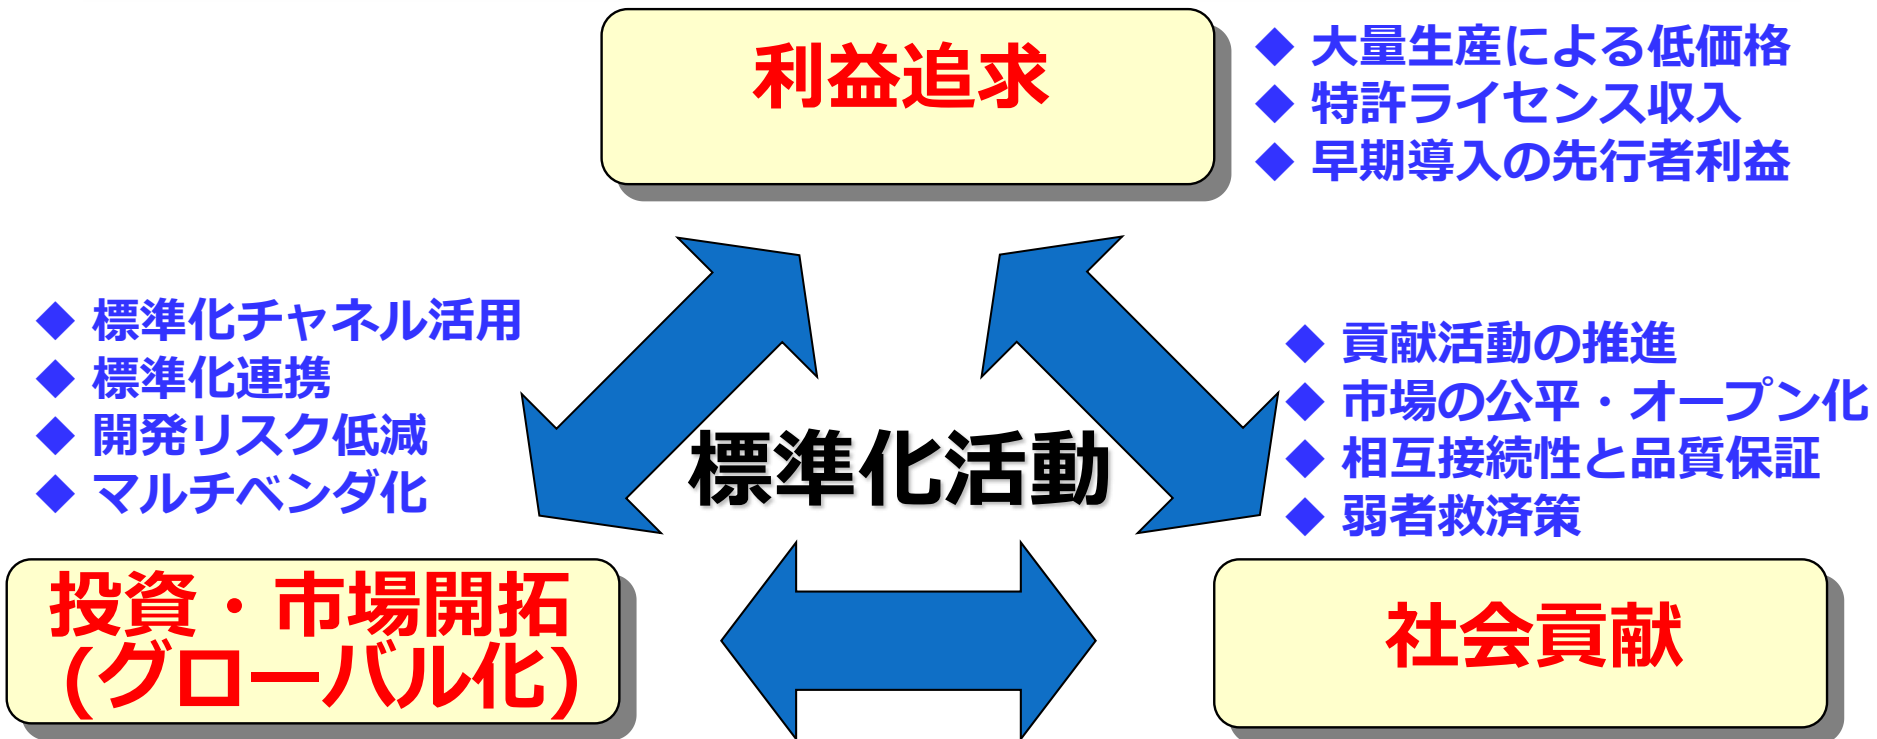 利益追求
◆ 大量生産による低価格
◆ 特許ライセンス収入
◆ 早期導入の先行者利益
◆ 標準化チャネル活用
◆ 標準化連携
◆ 開発リスク低減
◆ マルチベンダ化
◆ 貢献活動の推進
◆ 市場の公平・オープン化
◆ 相互接続性と品質保証
◆ 弱者救済策
標準化活動
投資・市場開拓
(グローバル化)
社会貢献